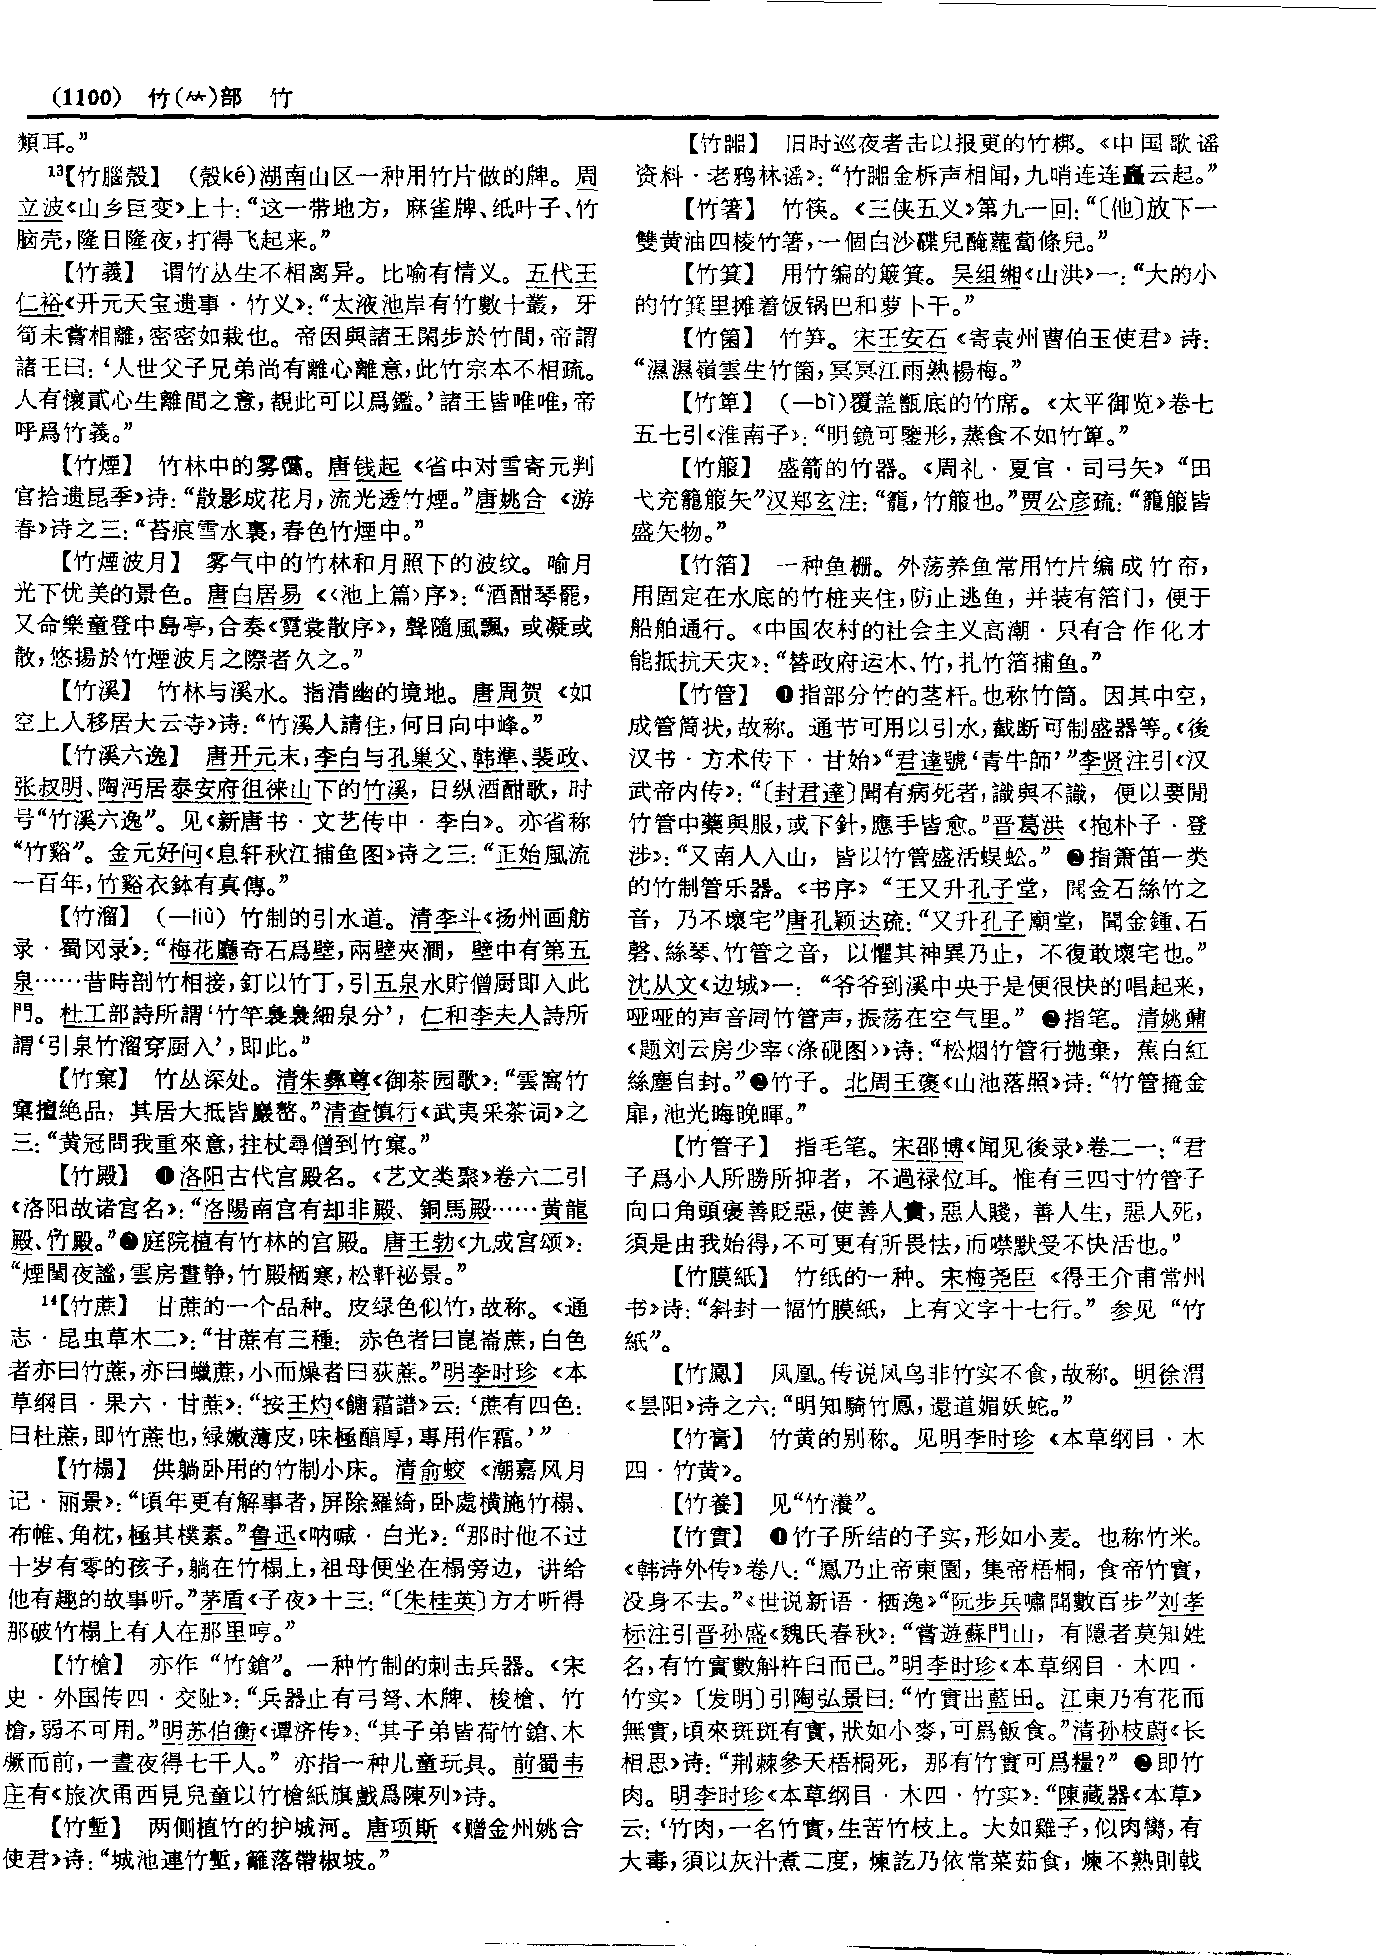 (1100) 竹(⺮)部 竹
類耳。”
13【竹腦殼】 (殼ké)湖南山区一种用竹片做的牌。周
立波《山乡巨变》上十：“这一带地方，麻雀牌、纸叶子、竹
脑壳，隆日隆夜，打得飞起来。”
【竹義】 谓竹丛生不相离异。比喻有情义。五代王
仁裕《开元天宝遗事·竹义》：“太液池岸有竹數十叢，牙
筍未嘗相離，密密如栽也。帝因與諸王閑步於竹間，帝謂
諸王曰：‘人世父子兄弟尚有離心離意，此竹宗本不相疏。
人有懷貳心生離間之意，覩此可以爲鑑。’諸王皆唯唯，帝
呼爲竹義。”
【竹煙】 竹林中的雾霭。唐钱起《省中对雪寄元判
官拾遗昆季》诗：“散影成花月，流光透竹煙。”唐姚合《游
春》诗之三：“苔痕雪水裏，春色竹煙中。”
【竹煙波月】 雾气中的竹林和月照下的波纹。喻月
光下优美的景色。唐白居易《〈池上篇〉序》：“酒酣琴罷，
又命樂童登中島亭，合奏《霓裳散序》，聲隨風飄，或凝或
散，悠揚於竹煙波月之際者久之。”
【竹溪】 竹林与溪水。指清幽的境地。唐周贺《如
空上人移居大云寺》诗：“竹溪人請住，何日向中峰。”
【竹溪六逸】 唐开元末，李白与孔巢父、韩準、裴政、
张叔明、陶沔居泰安府徂徕山下的竹溪，日纵酒酣歌，时
号“竹溪六逸”。见《新唐书·文艺传中·李白》。亦省称
“竹谿”。金元好问《息轩秋江捕鱼图》诗之三：“正始風流
一百年，竹谿衣鉢有真傳。”
【竹溜】 (—liù) 竹制的引水道。清李斗《扬州画舫
录·蜀冈录》：“梅花廳奇石爲壁，兩壁夾澗，壁中有第五
泉……昔時剖竹相接，釘以竹丁，引五泉水貯僧厨即入此
門。杜工部詩所謂‘竹竿裊裊細泉分’，仁和李夫人詩所
謂‘引泉竹溜穿厨入’，即此。”
【竹窠】 竹丛深处。清朱彝尊《御茶园歌》：“雲窩竹
窠擅絶品，其居大抵皆巖嶅。”清查慎行《武夷采茶词》之
三：“黄冠問我重來意，拄杖尋僧到竹窠。”
【竹殿】 ❶洛阳古代宫殿名。《艺文类聚》卷六二引
《洛阳故诸宫名》：“洛陽南宫有却非殿、銅馬殿……黄龍
殿、竹殿。”❷庭院植有竹林的宫殿。唐王勃《九成宫颂》：
“煙閨夜謐，雲房晝静，竹殿栖寒，松軒祕景。”
14【竹蔗】 甘蔗的一个品种。皮绿色似竹，故称。《通
志·昆虫草木二》：“甘蔗有三種：赤色者曰崑崙蔗，白色
者亦曰竹蔗，亦曰蠟蔗，小而燥者曰荻蔗。”明李时珍《本
草纲目·果六·甘蔗》：“按王灼《餹霜譜》云：‘蔗有四色：
曰杜蔗，即竹蔗也，緑嫩薄皮，味極醇厚，專用作霜。’”
【竹榻】 供躺卧用的竹制小床。清俞蛟《潮嘉风月
记·丽景》：“頃年更有解事者，屏除羅綺，卧處横施竹榻、
布帷、角枕，極其樸素。”鲁迅《呐喊·白光》：“那时他不过
十岁有零的孩子，躺在竹榻上，祖母便坐在榻旁边，讲给
他有趣的故事听。”茅盾《子夜》十三：“〔朱桂英〕方才听得
那破竹榻上有人在那里哼。”
【竹槍】 亦作“竹鎗”。一种竹制的刺击兵器。《宋
史·外国传四·交阯》：“兵器止有弓弩、木牌、梭槍、竹
槍，弱不可用。”明苏伯衡《谭济传》：“其子弟皆荷竹鎗、木
橛而前，一晝夜得七千人。”亦指一种儿童玩具。前蜀韦
庄有《旅次甬西見兒童以竹槍紙旗戲爲陳列》诗。
【竹塹】 两侧植竹的护城河。唐项斯《赠金州姚合
使君》诗：“城池連竹塹，籬落帶椒坡。”
旧时巡夜者击以报更的竹梆。《中国歌谣
资料·老鸦林谣》：“金柝声相闻，九哨连连矗云起。”
【竹箸】 竹筷。《三侠五义》第九一回：“〔他〕放下一
雙黄油四棱竹箸，一個白沙碟兒醃蘿蔔條兒。”
【竹箕】 用竹编的簸箕。吴组缃《山洪》一：“大的小
的竹箕里摊着饭锅巴和萝卜干。”
【竹箘】 竹笋。宋王安石《寄袁州曹伯玉使君》诗：
“濕濕嶺雲生竹箘，冥冥江雨熟楊梅。”
【竹箄】 (—bì)覆盖甑底的竹席。《太平御览》卷七
五七引《淮南子》：“明鏡可鑒形，蒸食不如竹箄。”
【竹箙】 盛箭的竹器。《周礼·夏官·司弓矢》“田
弋充籠箙矢”汉郑玄注：“籠，竹箙也。”贾公彦疏：“籠箙皆
盛矢物。”
【竹箔】 一种鱼栅。外荡养鱼常用竹片编成竹帘，
用固定在水底的竹桩夹住，防止逃鱼，并装有箔门，便于
船舶通行。《中国农村的社会主义高潮·只有合作化才
能抵抗天灾》：“替政府运木、竹，扎竹箔捕鱼。”
【竹管】 ❶指部分竹的茎杆。也称竹筒。因其中空，
成管筒状，故称。通节可用以引水，截断可制盛器等。《後
汉书·方术传下·甘始》“君達號‘青牛師’”李贤注引《汉
武帝内传》：“〔封君達〕聞有病死者，識與不識，便以要閒
竹管中藥與服，或下針，應手皆愈。”晋葛洪《抱朴子·登
涉》：“又南人入山，皆以竹管盛活蜈蚣。”❷指箫笛一类
的竹制管乐器。《书序》“王又升孔子堂，聞金石絲竹之
音，乃不壞宅”唐孔颖达疏：“又升孔子廟堂，聞金鍾、石
磬、絲琴、竹管之音，以懼其神異乃止，不復敢壞宅也。”
沈从文《边城》一：“爷爷到溪中央于是便很快的唱起来，
哑哑的声音同竹管声，振荡在空气里。”❸指笔。清姚鼐
《题刘云房少宰〈涤砚图〉》诗：“松烟竹管行抛棄，蕉白紅
絲塵自封。”❷竹子。北周王褒《山池落照》诗：“竹管掩金
扉，池光晦晚暉。”
【竹管子】 指毛笔。宋邵博《闻见後录》卷二一：“君
子爲小人所勝所抑者，不過禄位耳。惟有三四寸竹管子
向口角頭褒善貶惡，使善人貴，惡人賤，善人生，惡人死，
須是由我始得，不可更有所畏怯，而噤默受不快活也。”
【竹膜紙】 竹纸的一种。宋梅尧臣《得王介甫常州
书》诗：“斜封一幅竹膜紙，上有文字十七行。”参见“竹
紙”。
【竹鳳】 凤凰。传说凤鸟非竹实不食，故称。明徐渭
《昙阳》诗之六：“明知騎竹鳳，還道媚妖蛇。”
【竹膏】 竹黄的别称。见明李时珍《本草纲目·木
四·竹黄》。
【竹養】 见“竹瀁”。
【竹實】 ❶竹子所结的子实，形如小麦。也称竹米。
《韩诗外传》卷八：“鳳乃止帝東園，集帝梧桐，食帝竹實，
没身不去。”《世说新语·栖逸》“阮步兵嘯聞數百步”刘孝
标注引晋孙盛《魏氏春秋》：“嘗遊蘇門山，有隱者莫知姓
名，有竹實數斛杵臼而已。”明李时珍《本草纲目·木四·
竹实》〔发明〕引陶弘景曰：“竹實出藍田。江東乃有花而
無實，頃來斑斑有實，狀如小麥，可爲飯食。”清孙枝蔚《长
相思》诗：“荆棘參天梧桐死，那有竹實可爲糧？”❷即竹
肉。明李时珍《本草纲目·木四·竹实》：“陳藏器《本草》
云：‘竹肉，一名竹實，生苦竹枝上。大如雞子，似肉臠，有
大毒，須以灰汁煮二度，煉訖乃依常菜茹食，煉不熟則戟